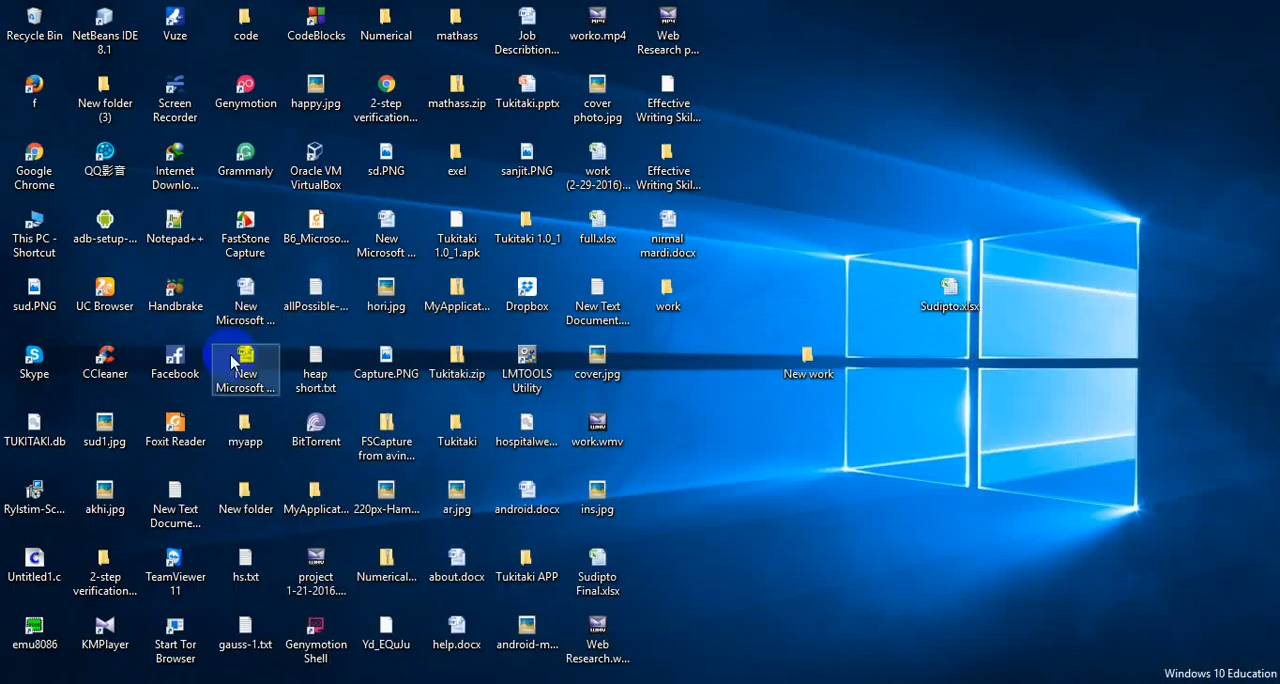 Recycle Bin
NetBeans IDE
8.1
Vuze
code
CodeBlocks
Numerical
mathass
Job
Describtion...
worko.mp4
Web
Research p...
f
New folder
(3)
Screen
Recorder
Genymotion
happy.jpg
2-step
verification...
mathass.zip
Tukitaki.pptx
cover
photo.jpg
Effective
Writing Skil...
Google
Chrome
QQ影音
Internet
Downlo...
Grammarly
Oracle VM
VirtualBox
sd.PNG
exel
sanjit.PNG
work
(2-29-2016)...
Effective
Writing Skil...
This PC -
Shortcut
adb-setup-...
Notepad++
FastStone
Capture
B6_Microso...
New
Microsoft ...
Tukitaki
1.0_1.apk
Tukitaki 1.0_1
full.xlsx
nirmal
mardi.docx
sud.PNG
UC Browser
Handbrake
New
Microsoft ...
allPossible-...
hori.jpg
MyApplicat...
Dropbox
New Text
Document....
work
Sudipto.xlsx
Skype
CCleaner
Facebook
New
Microsoft ...
heap
short.txt
Capture.PNG
Tukitaki.zip
LMTOOLS
Utility
cover.jpg
New work
TUKITAKI.db
sud1.jpg
Foxit Reader
myapp
BitTorrent
FSCapture
from avin...
Tukitaki
hospitalwe...
work.wmv
Rylstim-Sc...
akhi.jpg
New Text
Docume...
New folder
MyApplicat...
220px-Ham...
ar.jpg
android.docx
ins.jpg
Untitled1.c
2-step
verification...
TeamViewer
11
hs.txt
project
1-21-2016....
Numerical...
about.docx
Tukitaki APP
Sudipto
Final.xlsx
emu8086
KMPlayer
Start Tor
Browser
gauss-1.txt
Genymotion
Shell
Yd_EQuJu
help.docx
android-m...
Web
Research.w...
Windows 10 Education